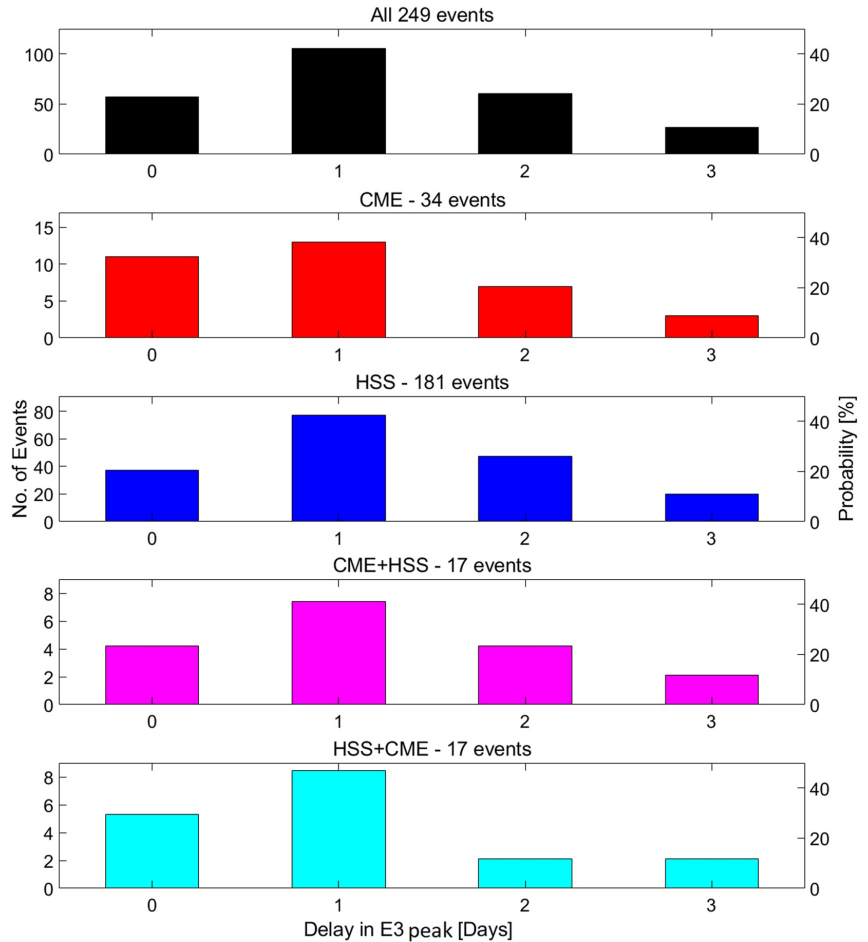 All 249 events
100
50
0
40
20
0
0 1 2 3
CME - 34 events
15
10
5
0
40
20
0
0 1 2 3
HSS - 181 events
80
60
40
20
0
40
20
0
0 1 2 3
No. of Events
Probability [%]
CME+HSS - 17 events
8
6
4
2
0
40
20
0
0 1 2 3
HSS+CME - 17 events
8
6
4
2
0
40
20
0
0 1 2 3
Delay in E3 peak [Days]